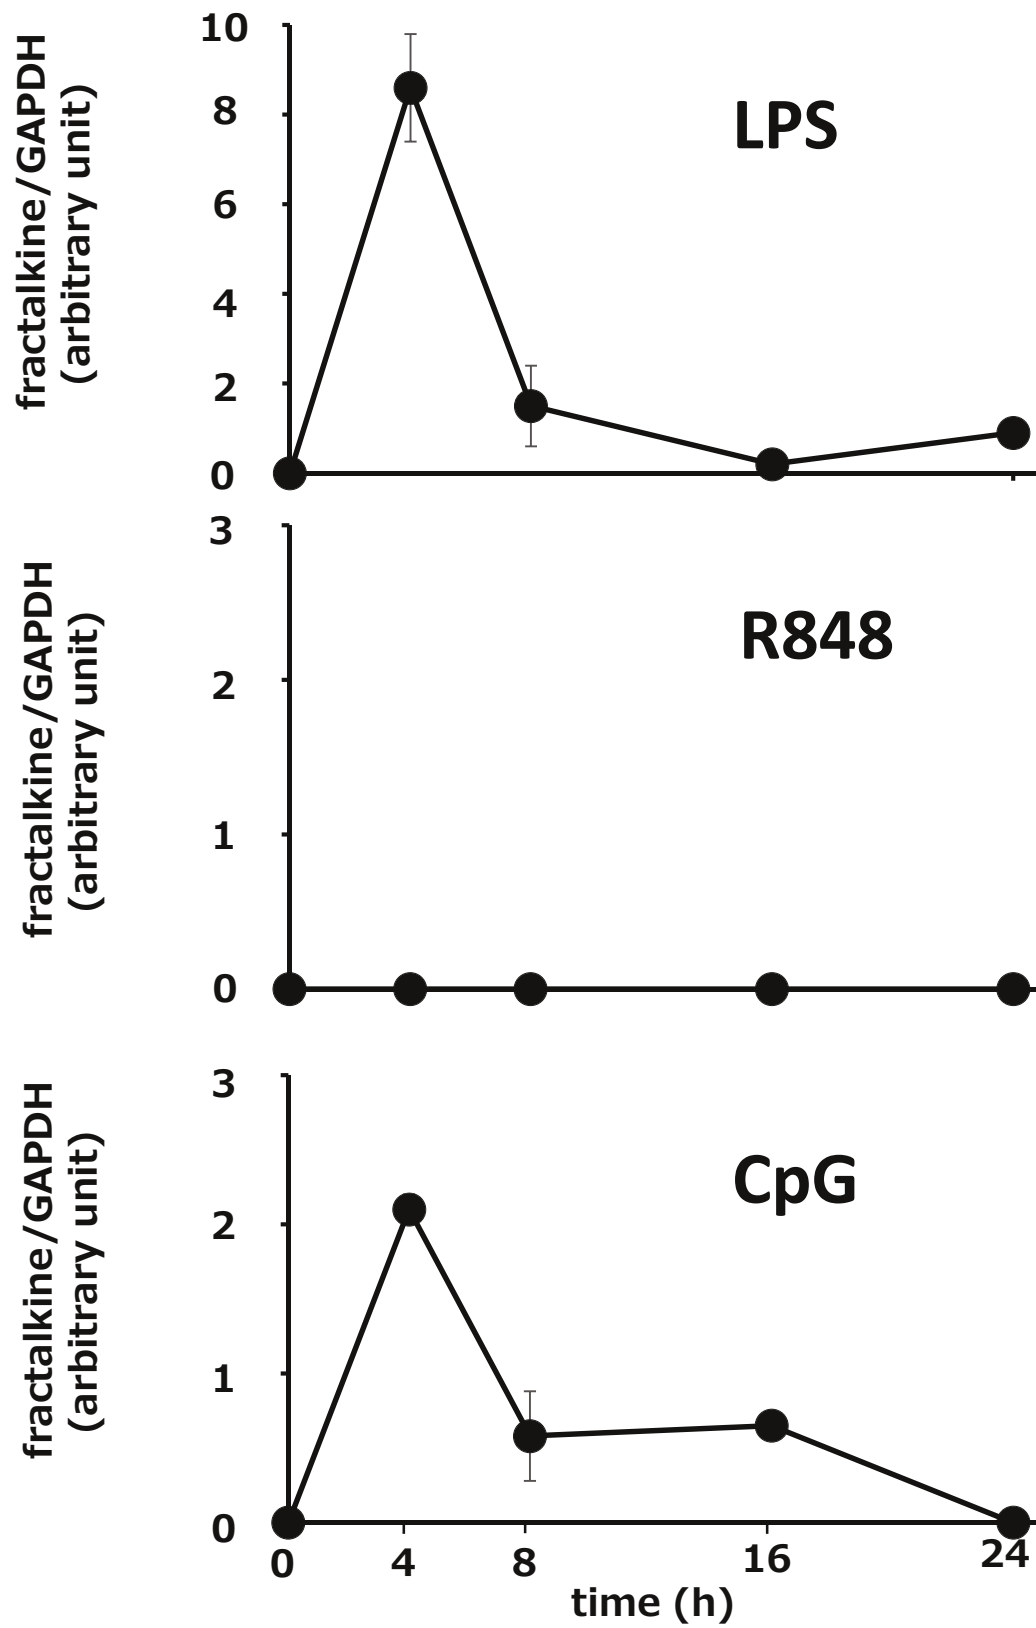 fractalkine/GAPDH
(arbitrary unit)
10
8
6
4
2
0
LPS
fractalkine/GAPDH
(arbitrary unit)
3
2
1
0
R848
fractalkine/GAPDH
(arbitrary unit)
3
2
1
0
CpG
0 4 8 16 24
time (h)